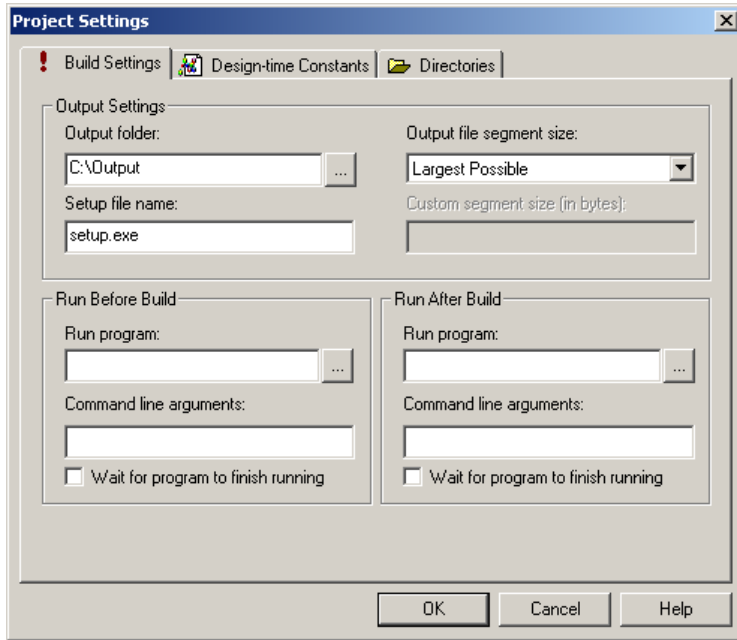 Project Settings
Build Settings
Design-time Constants
Directories
Output Settings
Output folder:
Output file segment size:
C:\Output
...
Largest Possible
Setup file name:
Custom segment size (in bytes):
setup.exe
Run Before Build
Run program:
...
Command line arguments:
Wait for program to finish running
Run After Build
Run program:
...
Command line arguments:
Wait for program to finish running
OK
Cancel
Help